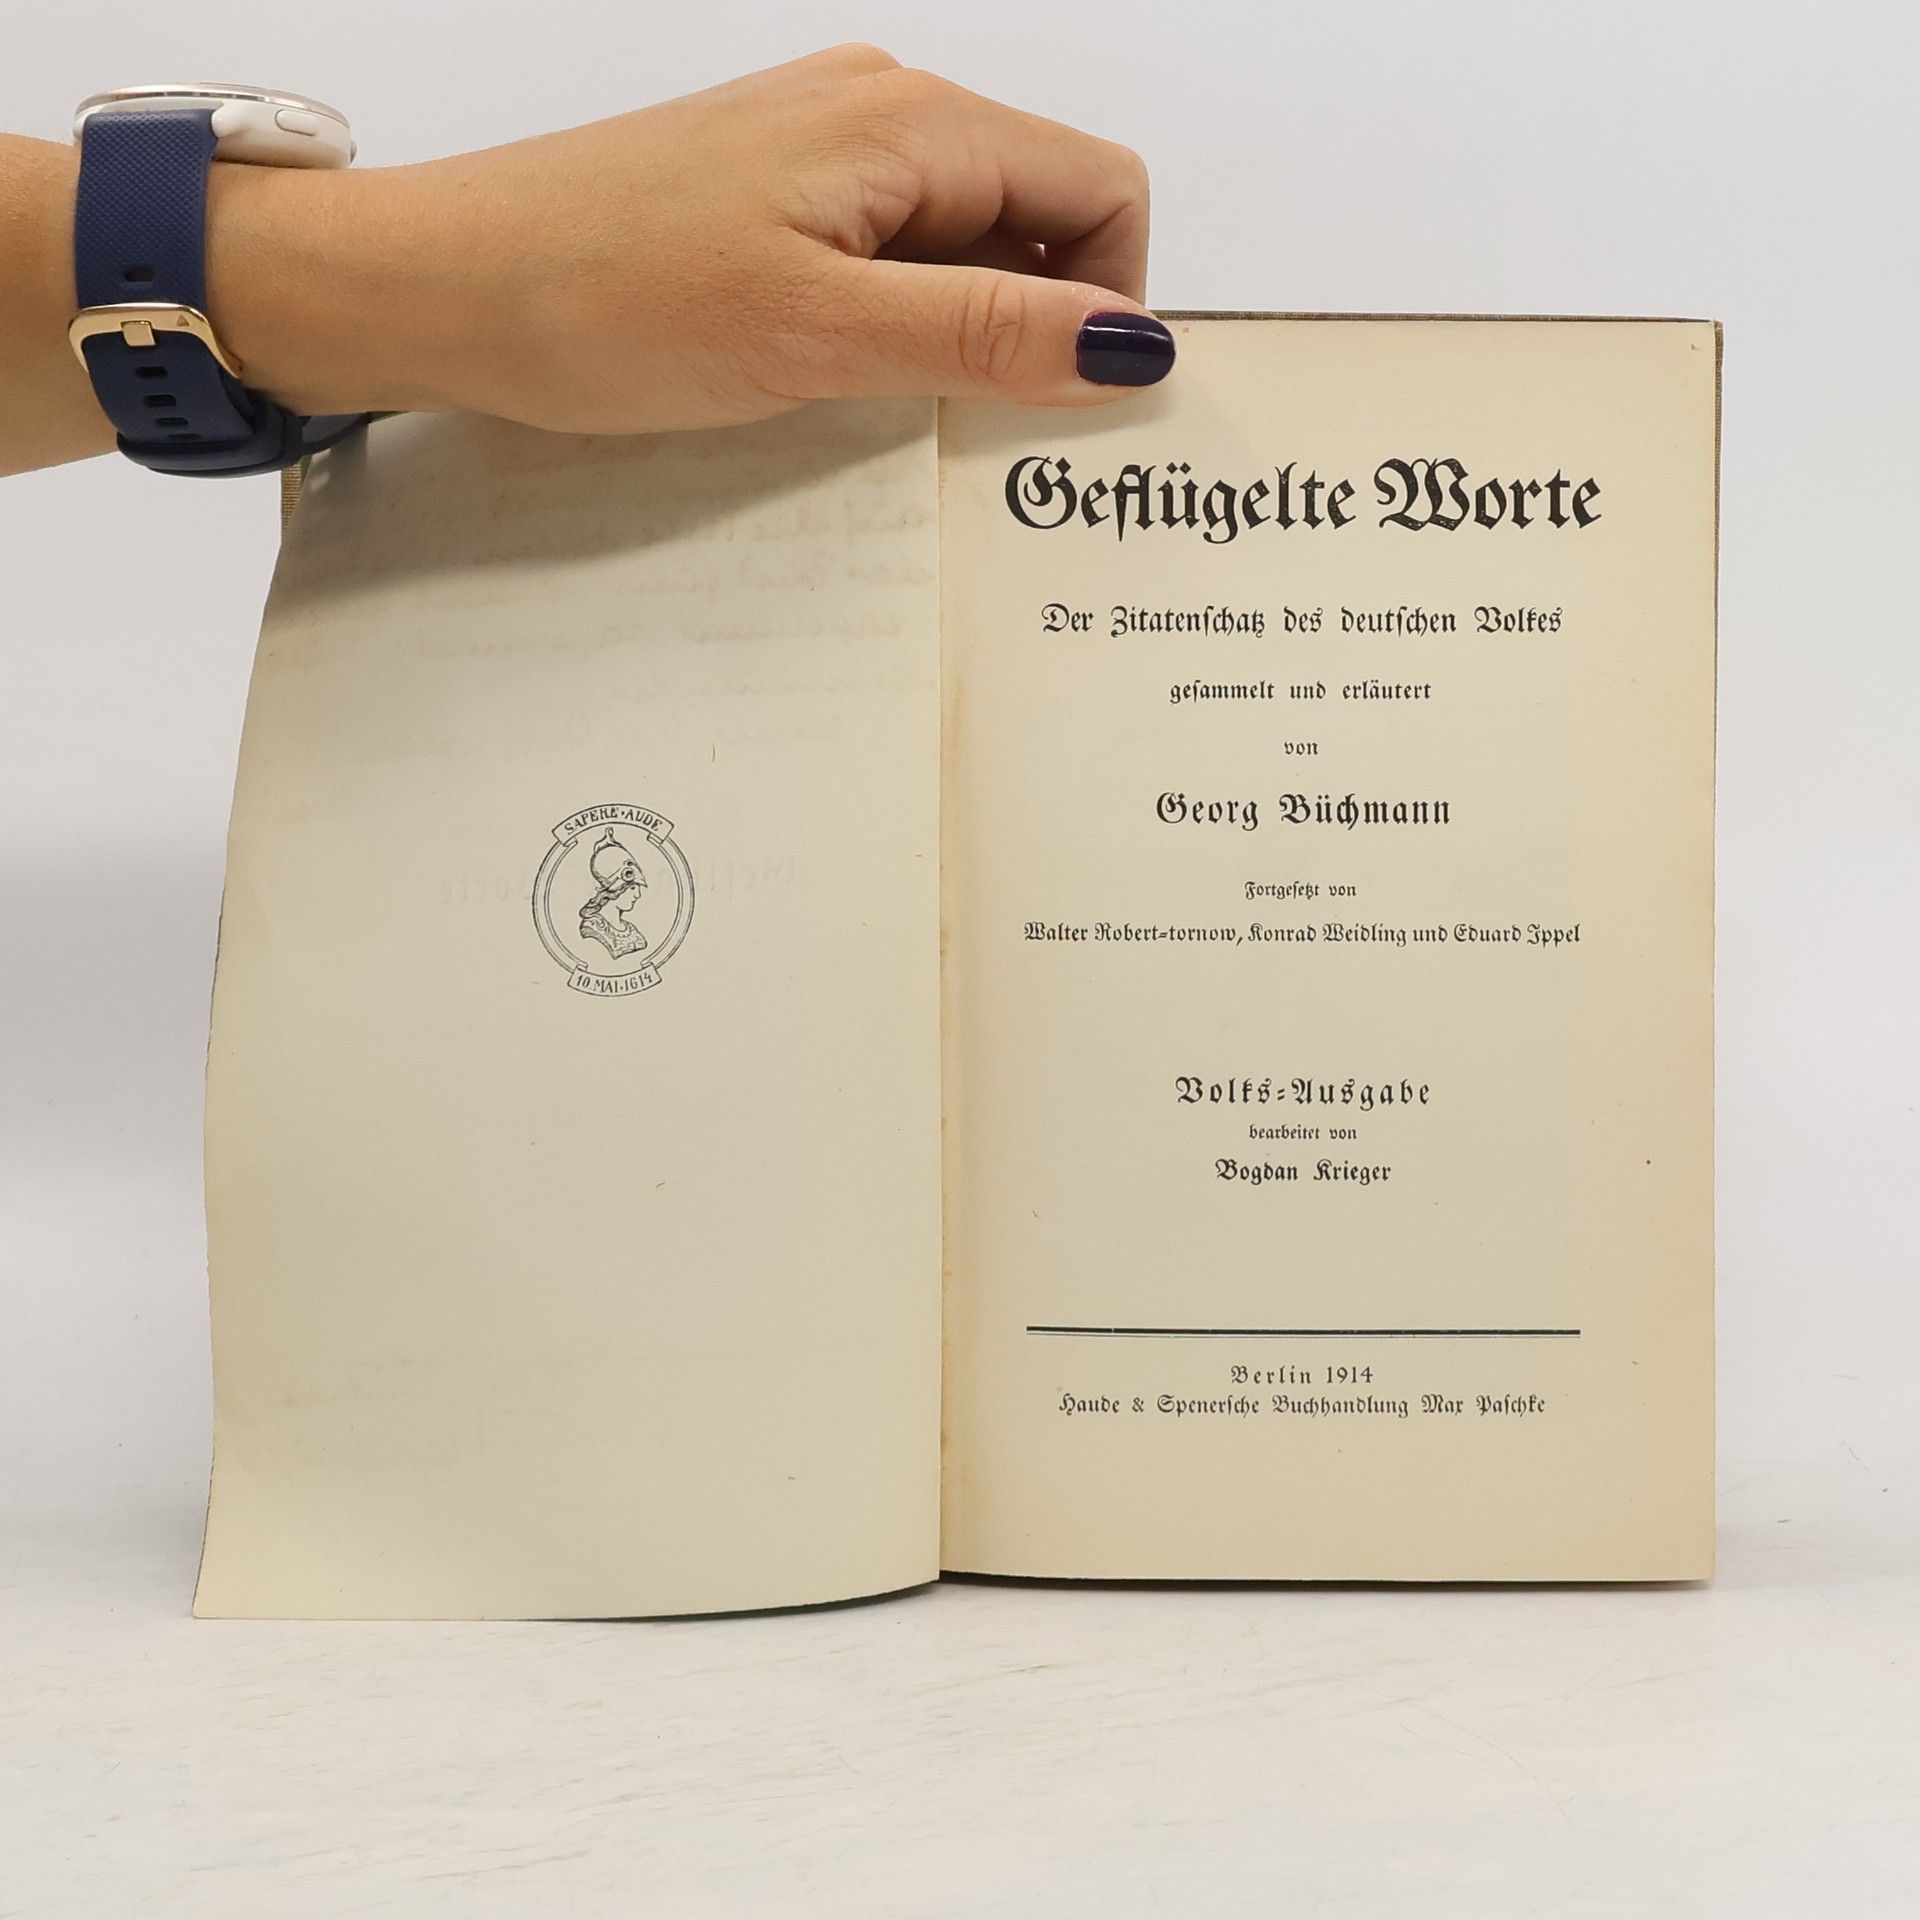 SAPERE·AUDE
10.MAI·1614
Geflügelte Worte
Der Zitatenſchatz des deutſchen Volkes
geſammelt und erläutert
von
Georg Büchmann
Fortgeſetzt von
Walter Robert-tornow, Konrad Weidling und Eduard Ippel
Volks-Ausgabe
bearbeitet von
Bogdan Krieger
Berlin 1914
Haude & Spenerſche Buchhandlung Max Paſchke